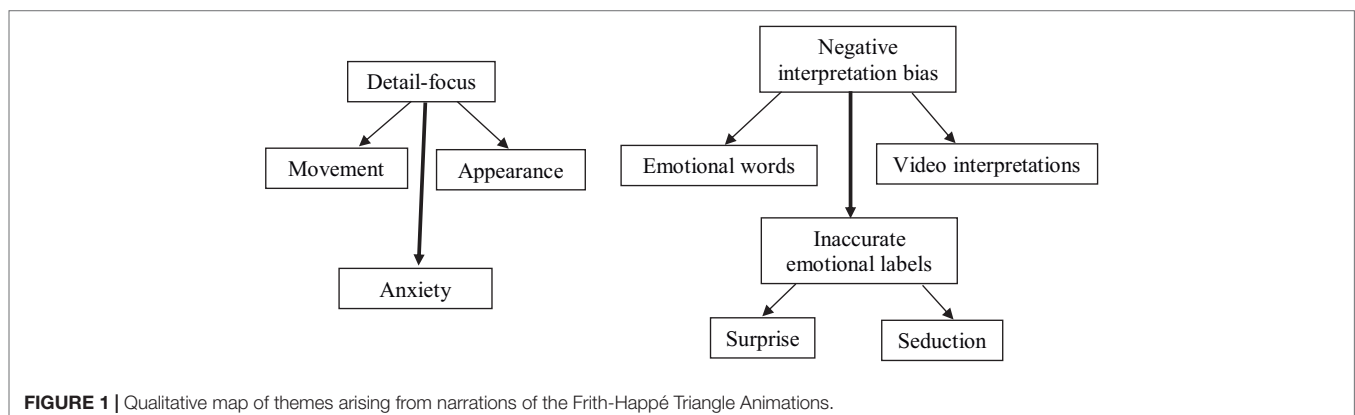 Detail-focus
Movement
Appearance
Anxiety
Negative
interpretation bias
Emotional words
Video interpretations
Inaccurate
emotional labels
Surprise
Seduction
FIGURE 1 | Qualitative map of themes arising from narrations of the Frith-Happé Triangle Animations.